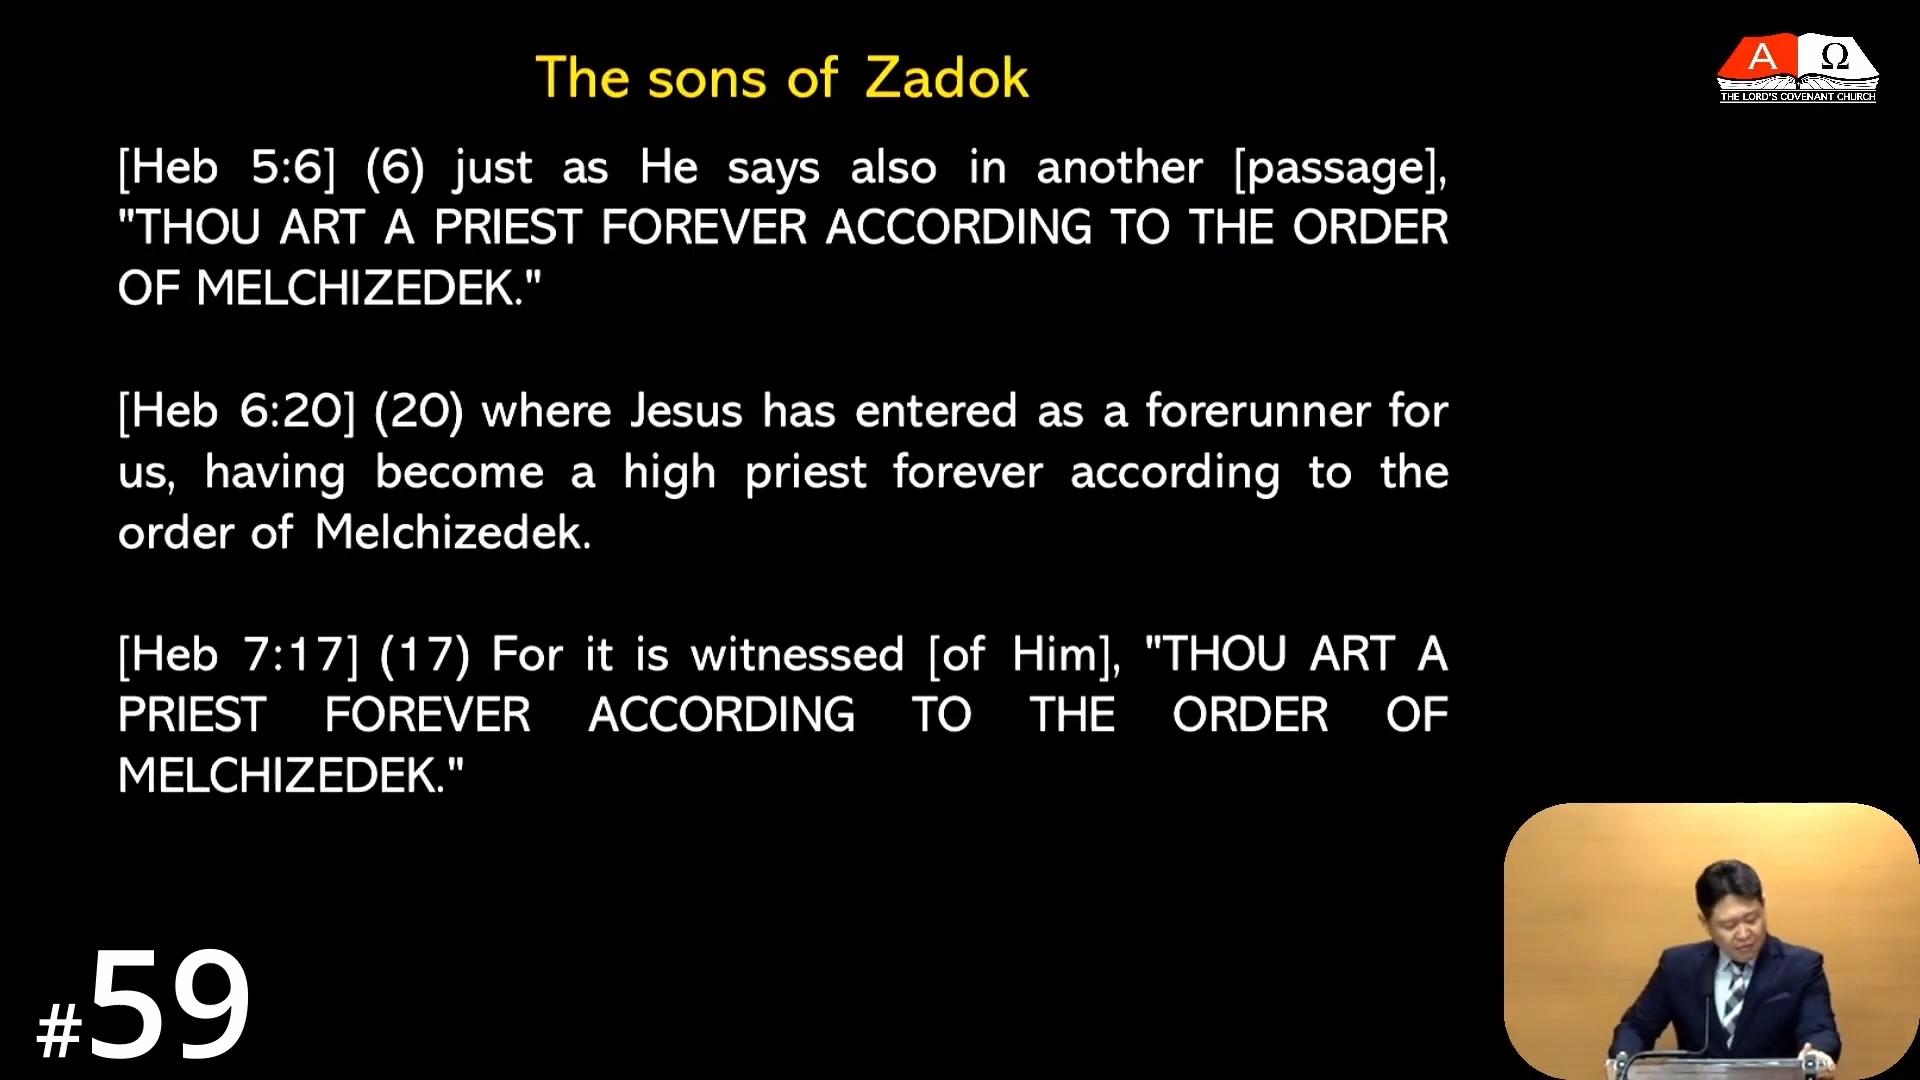 The sons of Zadok
A Ω
THE LORD'S COVENANT CHURCH
[Heb 5:6] (6) just as He says also in another [passage],
"THOU ART A PRIEST FOREVER ACCORDING TO THE ORDER
OF MELCHIZEDEK."
[Heb 6:20] (20) where Jesus has entered as a forerunner for
us, having become a high priest forever according to the
order of Melchizedek.
[Heb 7:17] (17) For it is witnessed [of Him], "THOU ART A
PRIEST FOREVER ACCORDING TO THE ORDER OF
MELCHIZEDEK."
#59